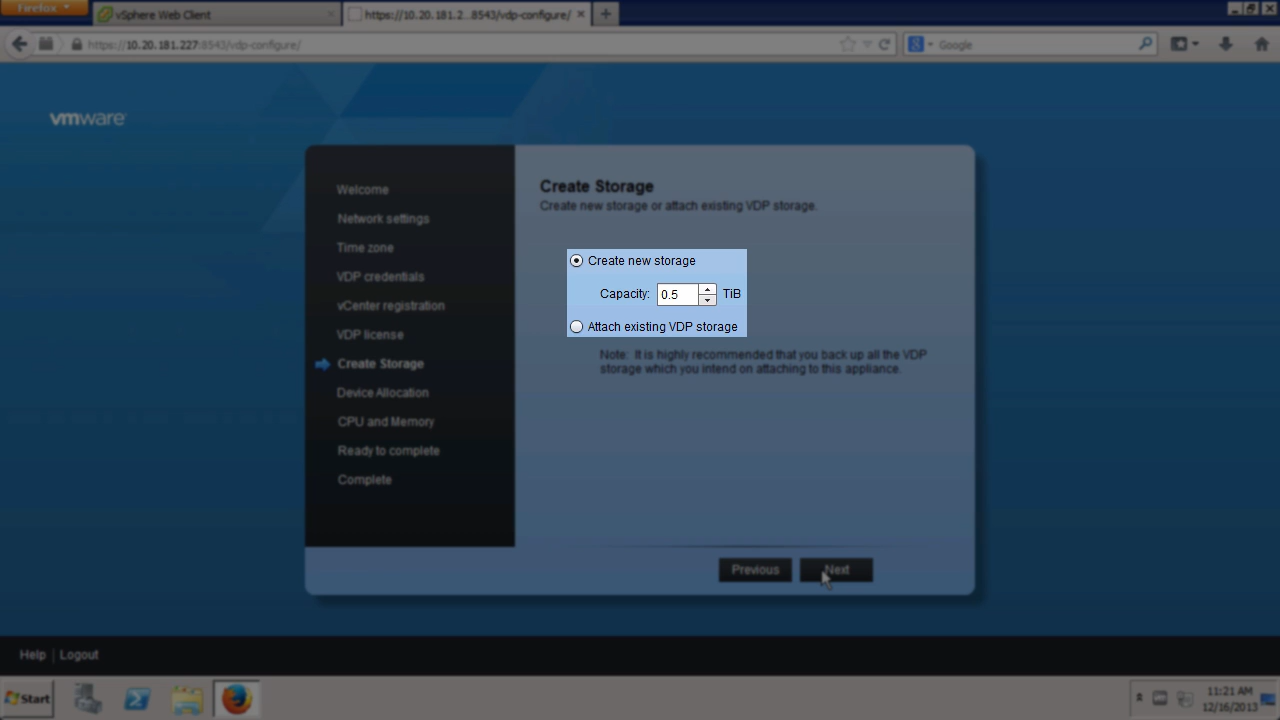 Firefox
vSphere Web Client
https://10.20.181.2...8543/vdp-configure/
https://10.20.181.227:8543/vdp-configure/
Google
vmware
Welcome
Network settings
Time zone
VDP credentials
vCenter registration
VDP license
Create Storage
Device Allocation
CPU and Memory
Ready to complete
Complete
Create Storage
Create new storage or attach existing VDP storage.
Create new storage
Capacity: 0.5 TiB
Attach existing VDP storage
Note: It is highly recommended that you back up all the VDP
storage which you intend on attaching to this appliance.
Previous
Next
Help
Logout
Start
11:21 AM
12/16/2013